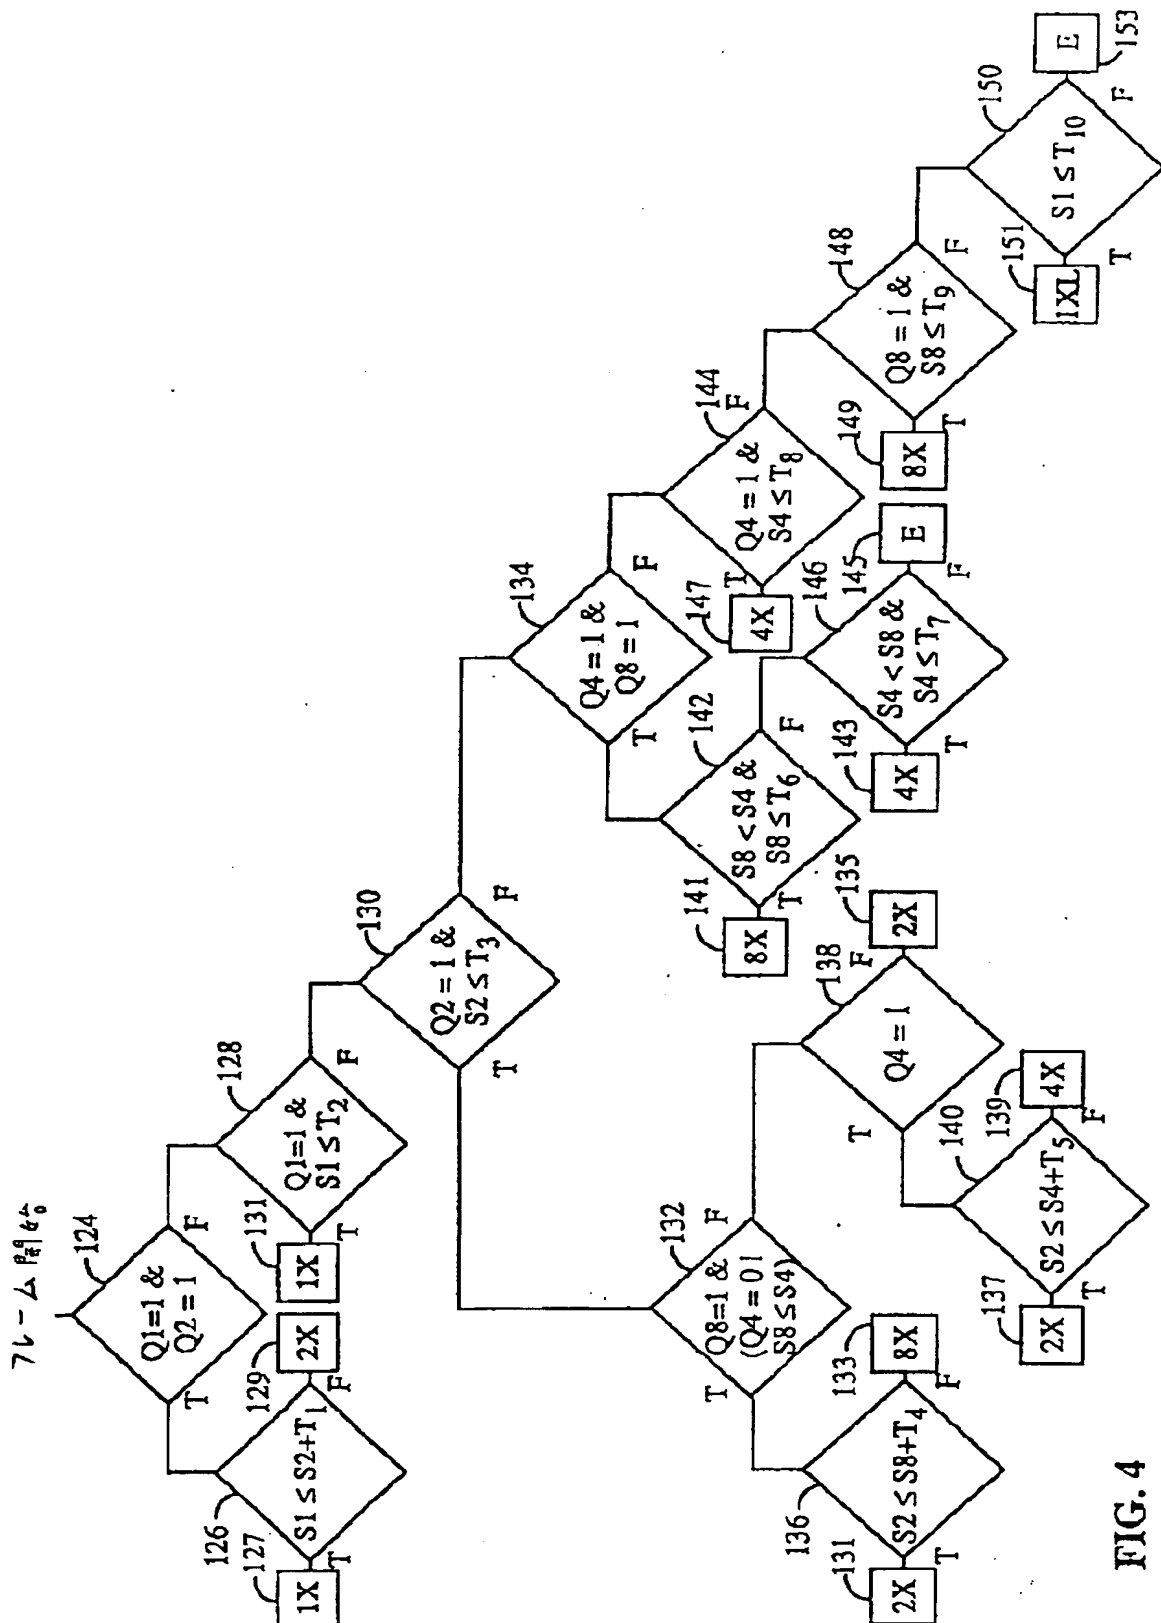 フレーム開始
124
Q1=1 &
Q2=1
T
F
126
S1≤S2+T1
127
1X
T
129
2X
F
128
Q1=1 &
S1≤T2
131
1X
T
F
130
Q2=1 &
S2≤T3
T
F
132
Q8=1 &
(Q4=01
S8≤S4)
T
F
136
S2≤S8+T4
131
2X
T
133
8X
F
138
Q4=1
T
F
135
2X
140
S2≤S4+T5
137
2X
T
139
4X
F
134
Q4=1 &
Q8=1
T
F
142
S8<S4 &
S8≤T6
141
8X
T
F
146
S4<S8 &
S4≤T7
143
4X
T
145
E
F
144
Q4=1 &
S4≤T8
147
4X
T
F
148
Q8=1 &
S8≤T9
149
8X
T
F
150
S1≤T10
151
1XL
T
153
E
F
FIG. 4